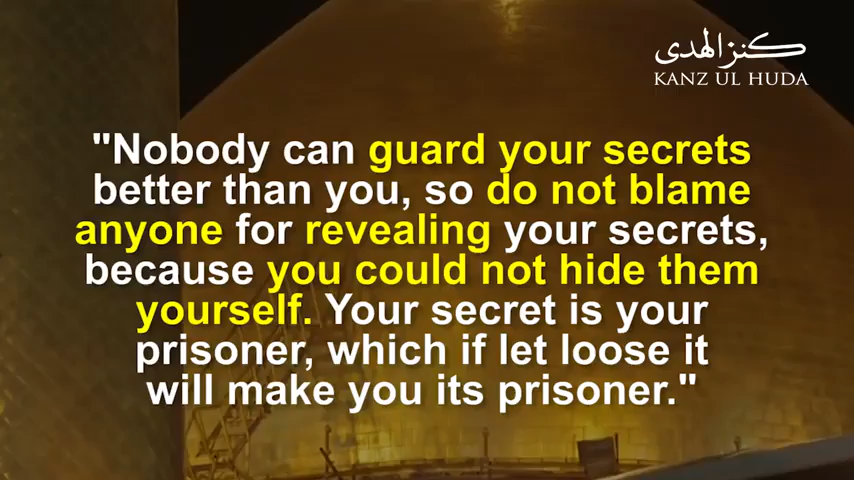 كنز الهدى
KANZ UL HUDA
"Nobody can guard your secrets
better than you, so do not blame
anyone for revealing your secrets,
because you could not hide them
yourself. Your secret is your
prisoner, which if let loose it
will make you its prisoner."